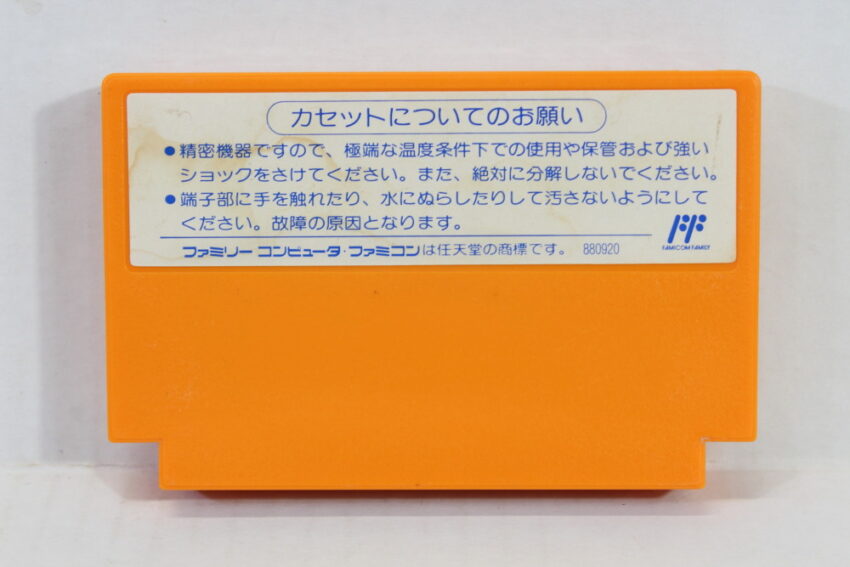 カセットについてのお願い
●精密機器ですので、極端な温度条件下での使用や保管および強い
ショックをさけてください。また、絶対に分解しないでください。
●端子部に手を触れたり、水にぬらしたりして汚さないようにして
ください。故障の原因となります。
FAMICOM FAMILY
ファミリー コンピュータ・ファミコンは任天堂の商標です。 880920